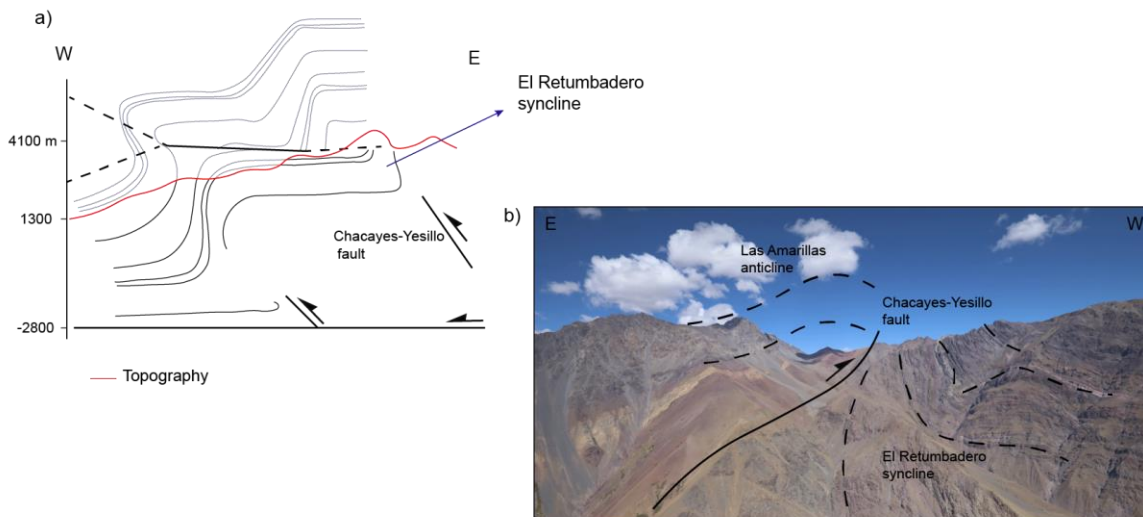 a)
W
E
El Retumbadero
syncline
4100 m
1300
Chacayes-Yesillo
fault
-2800
Topography
b)
E
W
Las Amarillas
anticline
Chacayes-Yesillo
fault
El Retumbadero
syncline